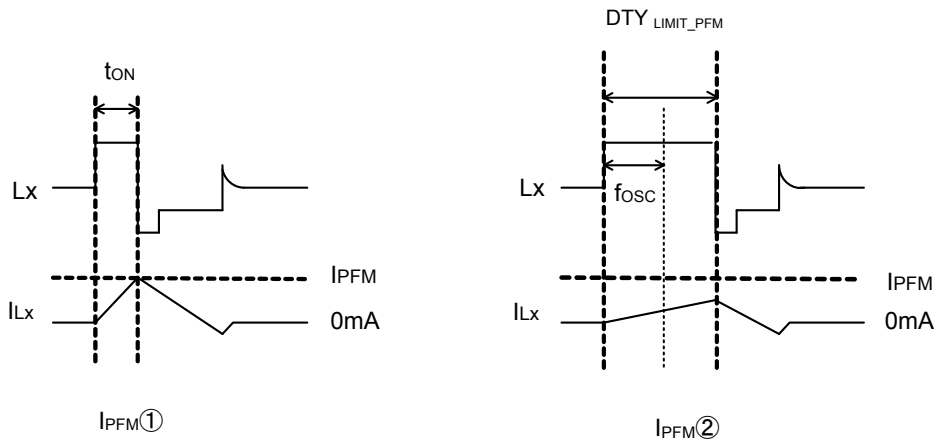 tON
Lx
IPFM
ILx
0mA
IPFM①
DTY LIMIT_PFM
Lx
fOSC
IPFM
ILx
0mA
IPFM②